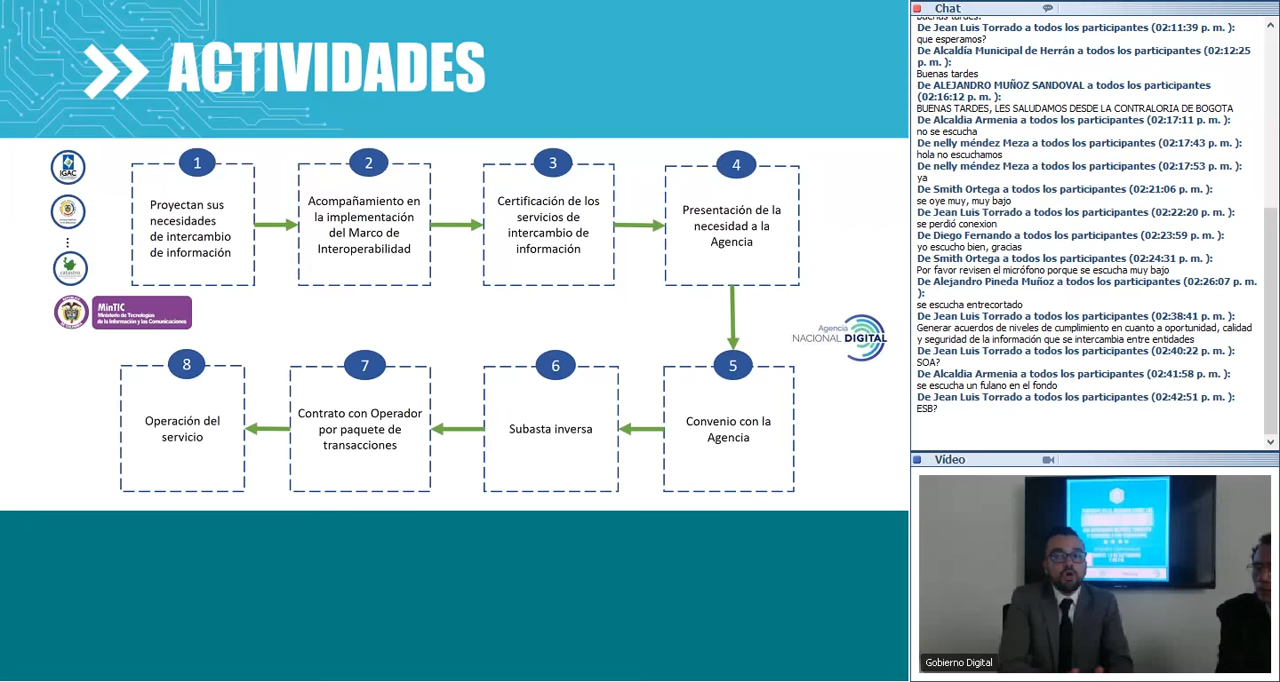 ACTIVIDADES
IGAC
catastro
MinTIC
Ministerio de Tecnologías
de la Información y las Comunicaciones
1
Proyectan sus
necesidades
de intercambio
de información
2
Acompañamiento en
la implementación
del Marco de
Interoperabilidad
3
Certificación de los
servicios de
intercambio de
información
4
Presentación de la
necesidad a la
Agencia
Agencia
NACIONAL DIGITAL
5
Convenio con la
Agencia
6
Subasta inversa
7
Contrato con Operador
por paquete de
transacciones
8
Operación del
servicio
Chat
De Jean Luis Torrado a todos los participantes (02:11:39 p. m. ):
que esperamos?
De Alcaldía Municipal de Herrán a todos los participantes (02:12:25
p. m. ):
Buenas tardes
De ALEJANDRO MUÑOZ SANDOVAL a todos los participantes
(02:16:12 p. m. ):
BUENAS TARDES, LES SALUDAMOS DESDE LA CONTRALORIA DE BOGOTA
De Alcaldia Armenia a todos los participantes (02:17:11 p. m. ):
no se escucha
De nelly méndez Meza a todos los participantes (02:17:43 p. m. ):
hola no escuchamos
De nelly méndez Meza a todos los participantes (02:17:53 p. m. ):
ya
De Smith Ortega a todos los participantes (02:21:06 p. m. ):
se oye muy, muy bajo
De Jean Luis Torrado a todos los participantes (02:22:20 p. m. ):
se perdió conexion
De Diego Fernando a todos los participantes (02:23:59 p. m. ):
yo escucho bien, gracias
De Smith Ortega a todos los participantes (02:24:31 p. m. ):
Por favor revisen el micrófono porque se escucha muy bajo
De Alejandro Pineda Muñoz a todos los participantes (02:26:07 p. m.
):
se escucha entrecortado
De Jean Luis Torrado a todos los participantes (02:38:41 p. m. ):
Generar acuerdos de niveles de cumplimiento en cuanto a oportunidad, calidad
y seguridad de la información que se intercambia entre entidades
De Jean Luis Torrado a todos los participantes (02:40:22 p. m. ):
SOA?
De Alcaldia Armenia a todos los participantes (02:41:58 p. m. ):
se escucha un fulano en el fondo
De Jean Luis Torrado a todos los participantes (02:42:51 p. m. ):
ESB?
Vídeo
Gobierno Digital